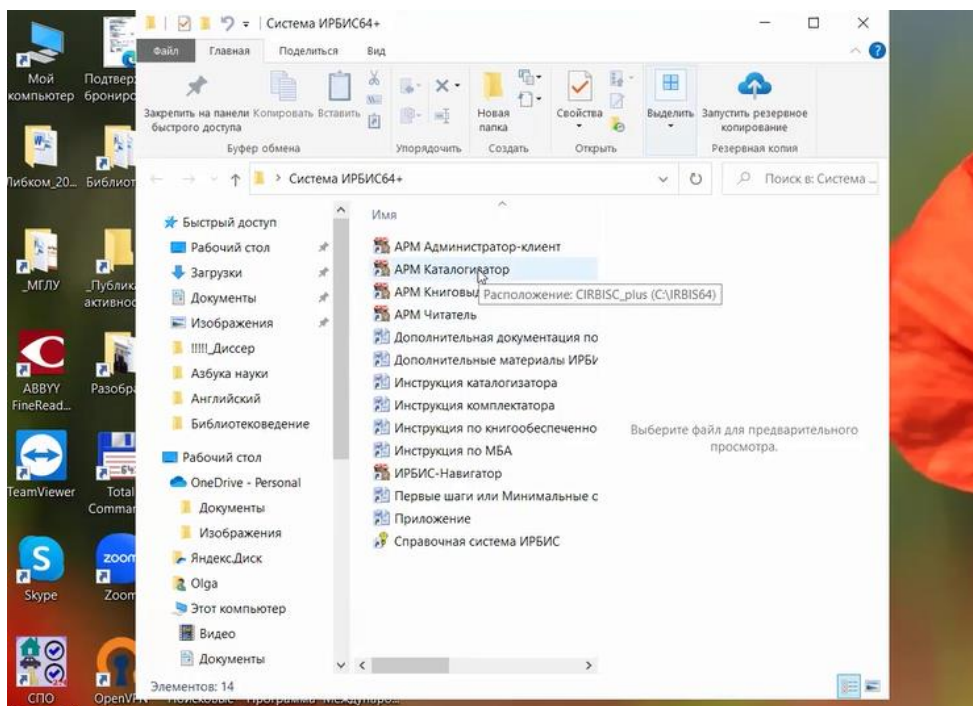 Система ИРБИС64+
Файл Главная Поделиться Вид
Закрепить на панели быстрого доступа
Копировать
Вставить
Новая папка
Свойства
Выделить
Запустить резервное копирование
Буфер обмена
Упорядочить
Создать
Открыть
Резервная копия
Система ИРБИС64+
Поиск в: Система ...
Быстрый доступ
Рабочий стол
Загрузки
Документы
Изображения
!!!!!_Диссер
Азбука науки
Английский
Библиотековедение
Рабочий стол
OneDrive - Personal
Документы
Изображения
Яндекс.Диск
Olga
Этот компьютер
Видео
Документы
Имя
АРМ Администратор-клиент
АРМ Каталогизатор
АРМ Книговыд
Расположение: CIRBISC_plus (C:\IRBIS64)
АРМ Читатель
Дополнительная документация по
Дополнительные материалы ИРБИ
Инструкция каталогизатора
Инструкция комплектатора
Инструкция по книгообеспеченно
Инструкция по МБА
ИРБИС-Навигатор
Первые шаги или Минимальные с
Приложение
Справочная система ИРБИС
Выберите файл для предварительного просмотра.
Элементов: 14
Мой компьютер
Подтвер
брониро
Либком_20...
Библиот
_МГЛУ
_Публик
активнос
ABBYY FineRead...
Разобра
TeamViewer
Total
Comman
Skype
zoom
Zoom
СПО
OpenVPN